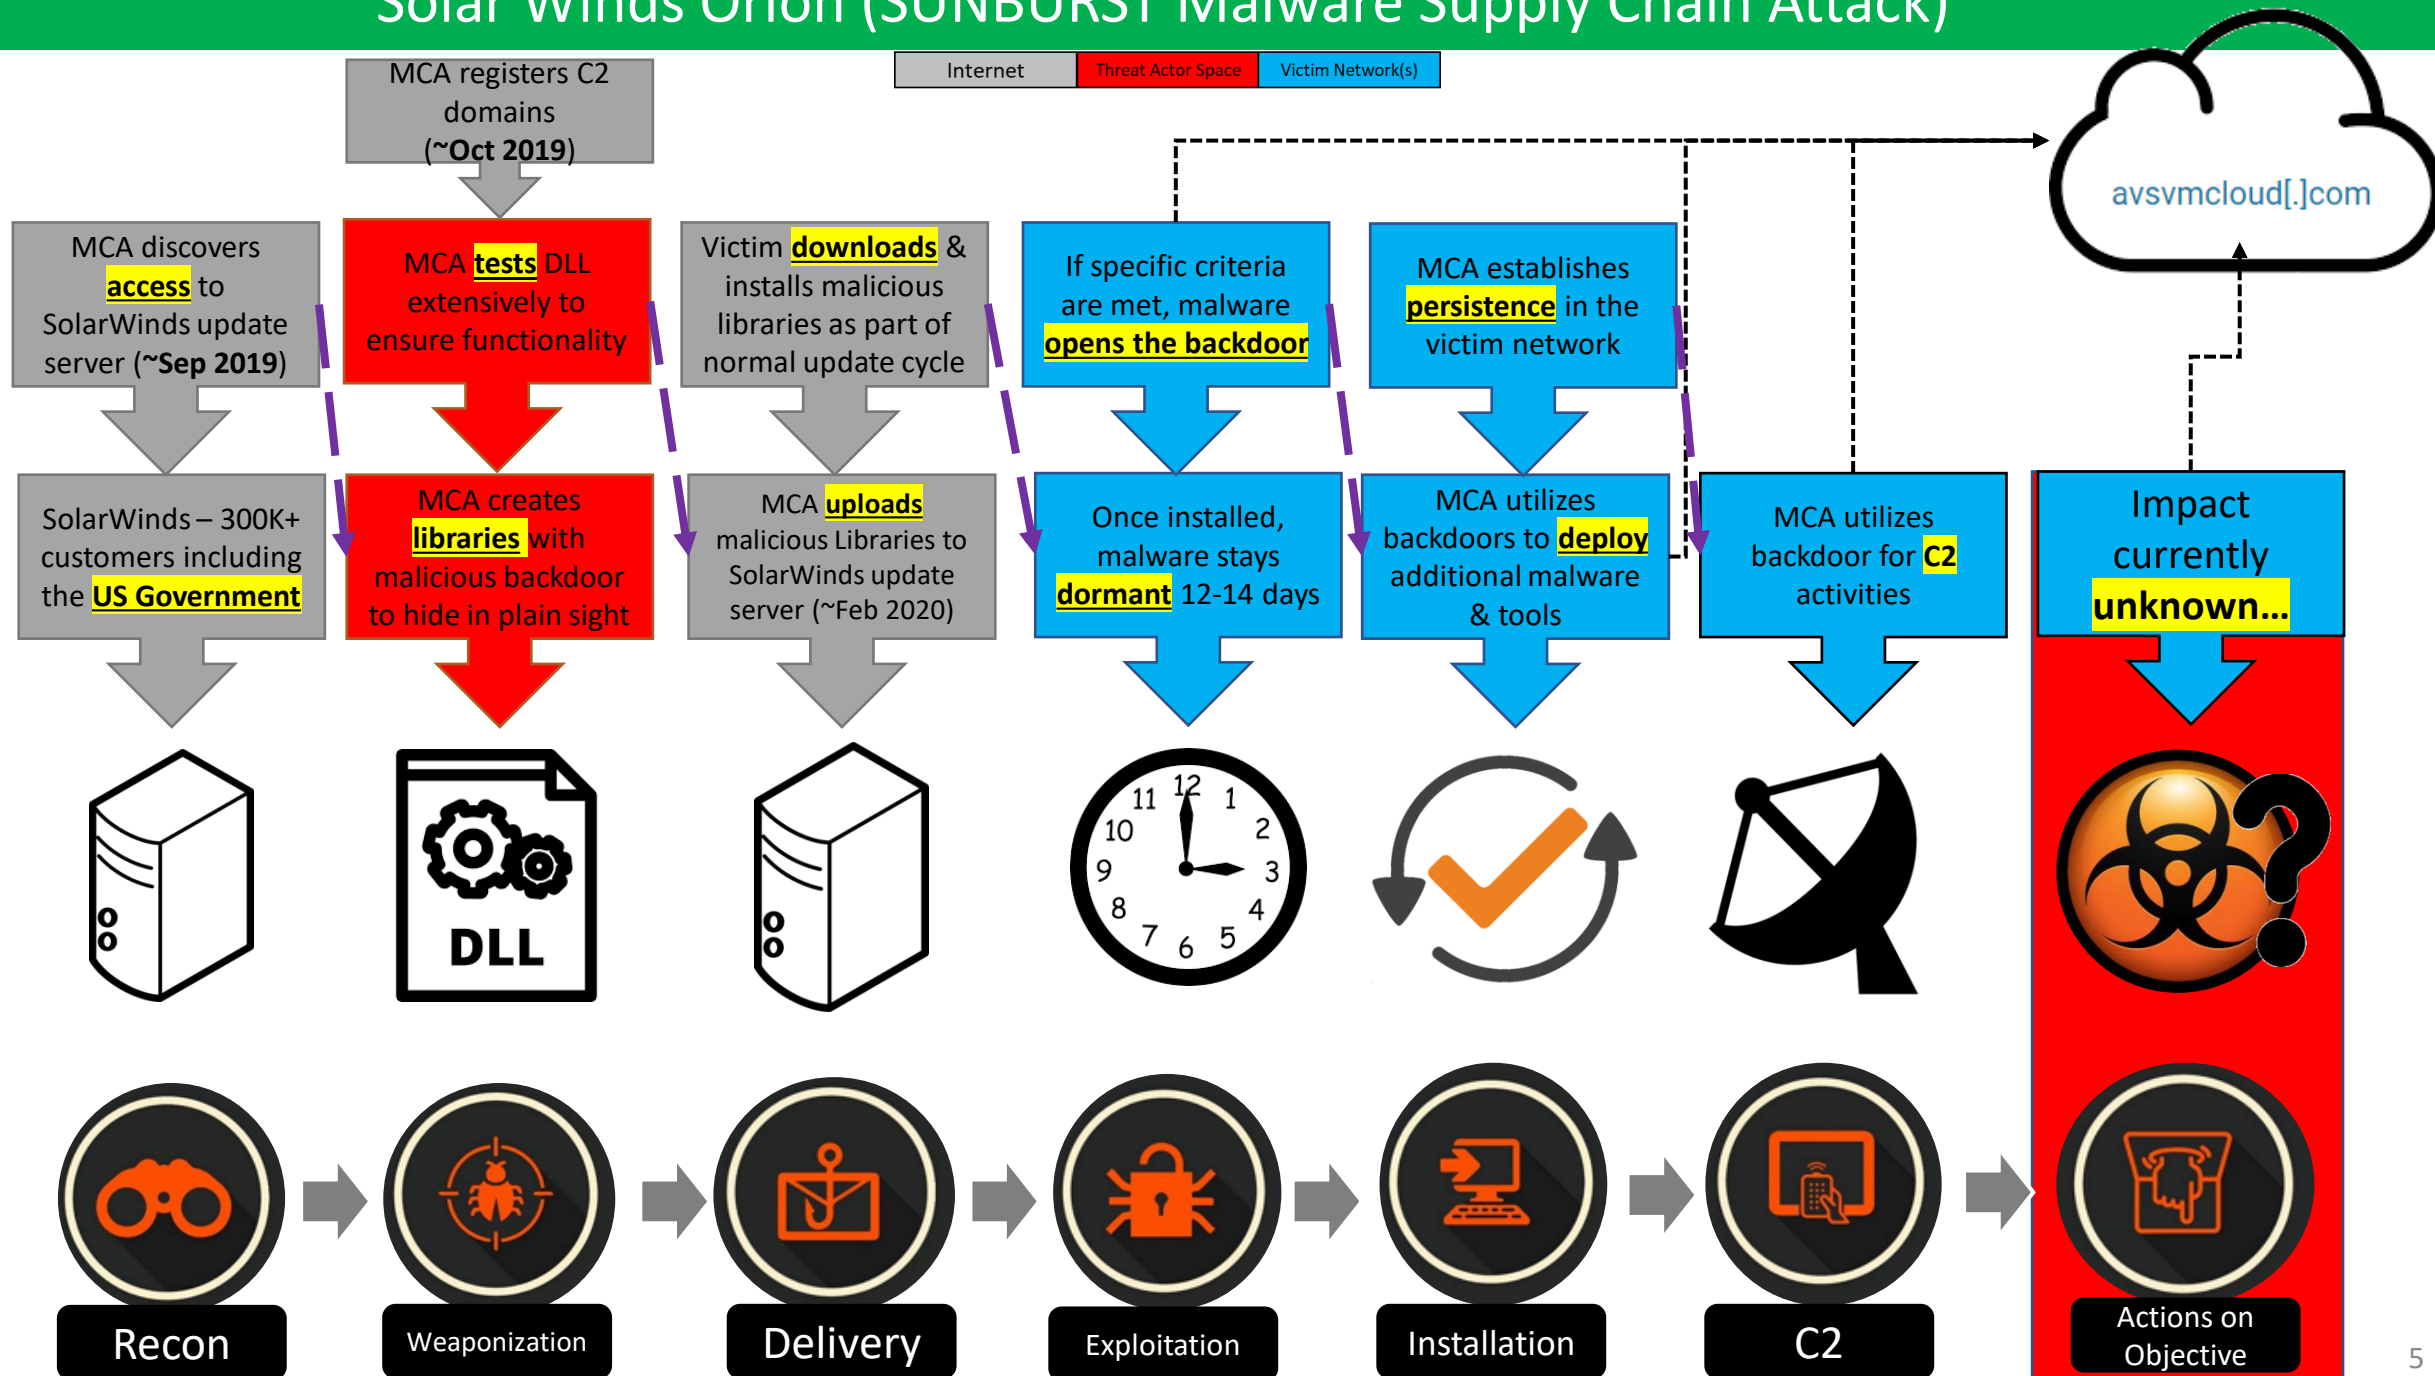 Solar Winds Orion (SUNBURST Malware Supply Chain Attack)
Internet
Threat Actor Space
Victim Network(s)
MCA registers C2
domains
(~Oct 2019)
avsvmcloud[.]com
MCA discovers
access to
SolarWinds update
server (~Sep 2019)
MCA tests DLL
extensively to
ensure functionality
Victim downloads &
installs malicious
libraries as part of
normal update cycle
If specific criteria
are met, malware
opens the backdoor
MCA establishes
persistence in the
victim network
SolarWinds – 300K+
customers including
the US Government
MCA creates
libraries with
malicious backdoor
to hide in plain sight
MCA uploads
malicious Libraries to
SolarWinds update
server (~Feb 2020)
Once installed,
malware stays
dormant 12-14 days
MCA utilizes
backdoors to deploy
additional malware
& tools
MCA utilizes
backdoor for C2
activities
Impact
currently
unknown...
DLL
12
1
2
3
4
5
6
7
8
9
10
11
Recon
Weaponization
Delivery
Exploitation
Installation
C2
Actions on
Objective
5